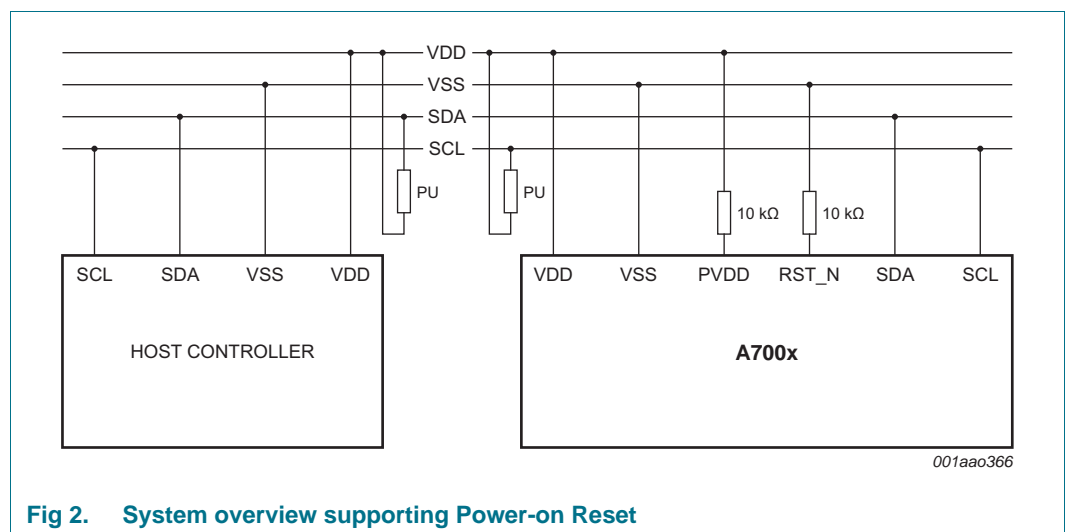 VDD
VSS
SDA
SCL
PU PU
10 kΩ 10 kΩ
SCL SDA VSS VDD
VDD VSS PVDD RST_N SDA SCL
HOST CONTROLLER
A700x
001aao366
Fig 2. System overview supporting Power-on Reset